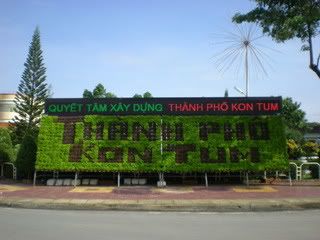 QUYẾT TÂM XÂY DỰNG THÀNH PHỐ KON TUM
THÀNH PHỐ
KON TUM